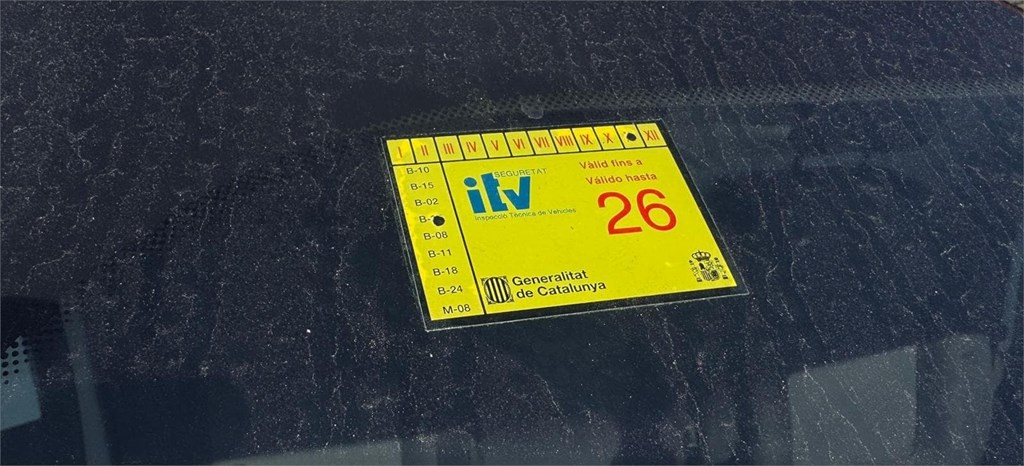 I II III IV V VI VII VIII IX X XII
B-10
B-15
B-02
B-
B-08
B-11
B-18
B-24
M-08
SEGURETAT
itv
Inspecció Tècnica de Vehicles
Vàlid fins a
Válido hasta
26
Generalitat
de Catalunya